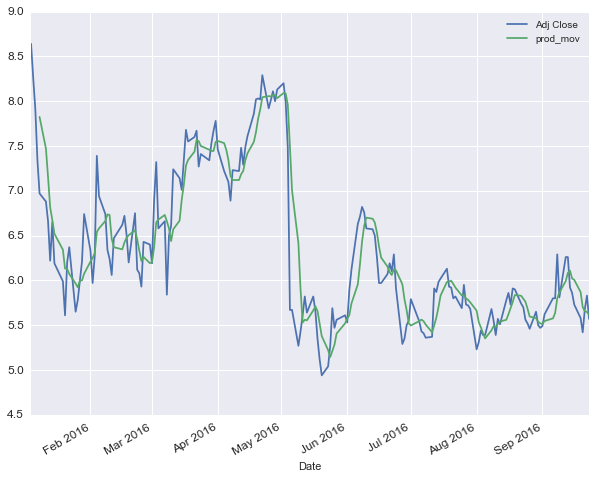 9.0
8.5
8.0
7.5
7.0
6.5
6.0
5.5
5.0
4.5
Adj Close
prod_mov
Feb 2016
Mar 2016
Apr 2016
May 2016
Jun 2016
Jul 2016
Aug 2016
Sep 2016
Date